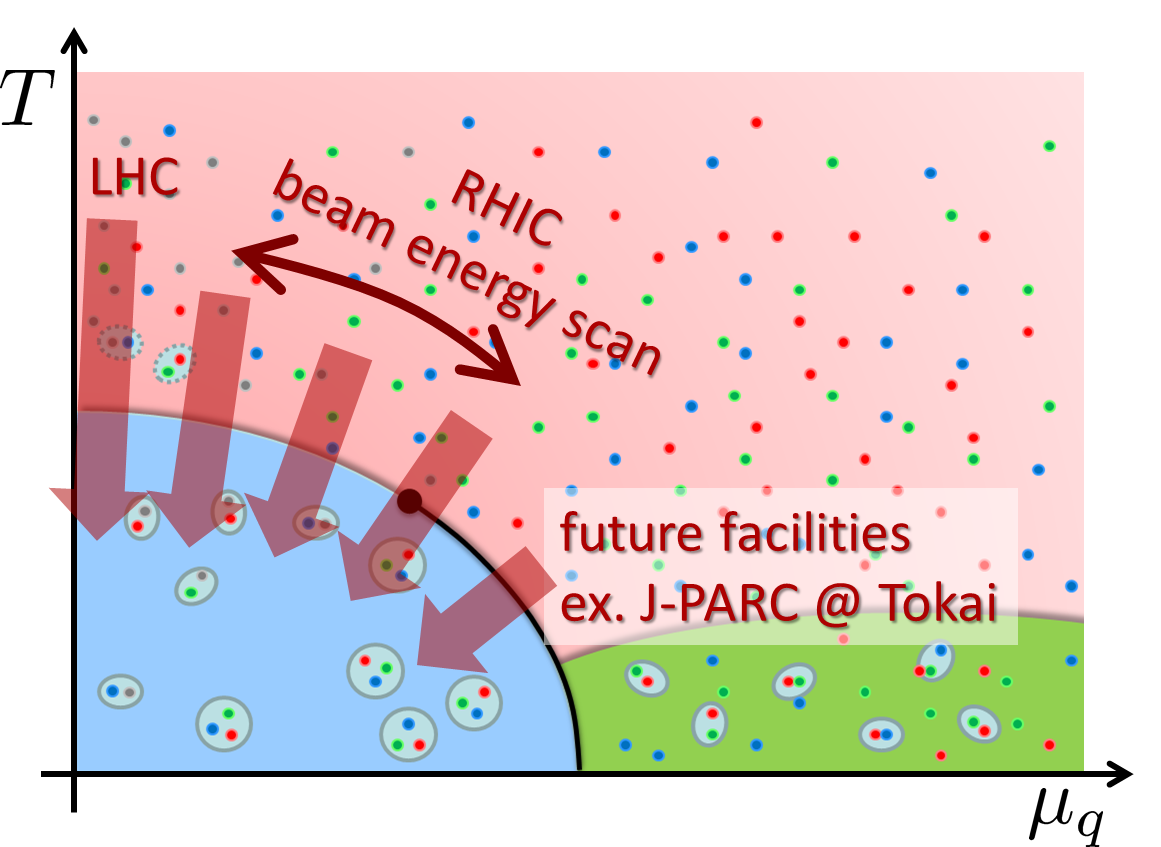 T
LHC
RHIC
beam energy scan
future facilities
ex. J-PARC @ Tokai
μq